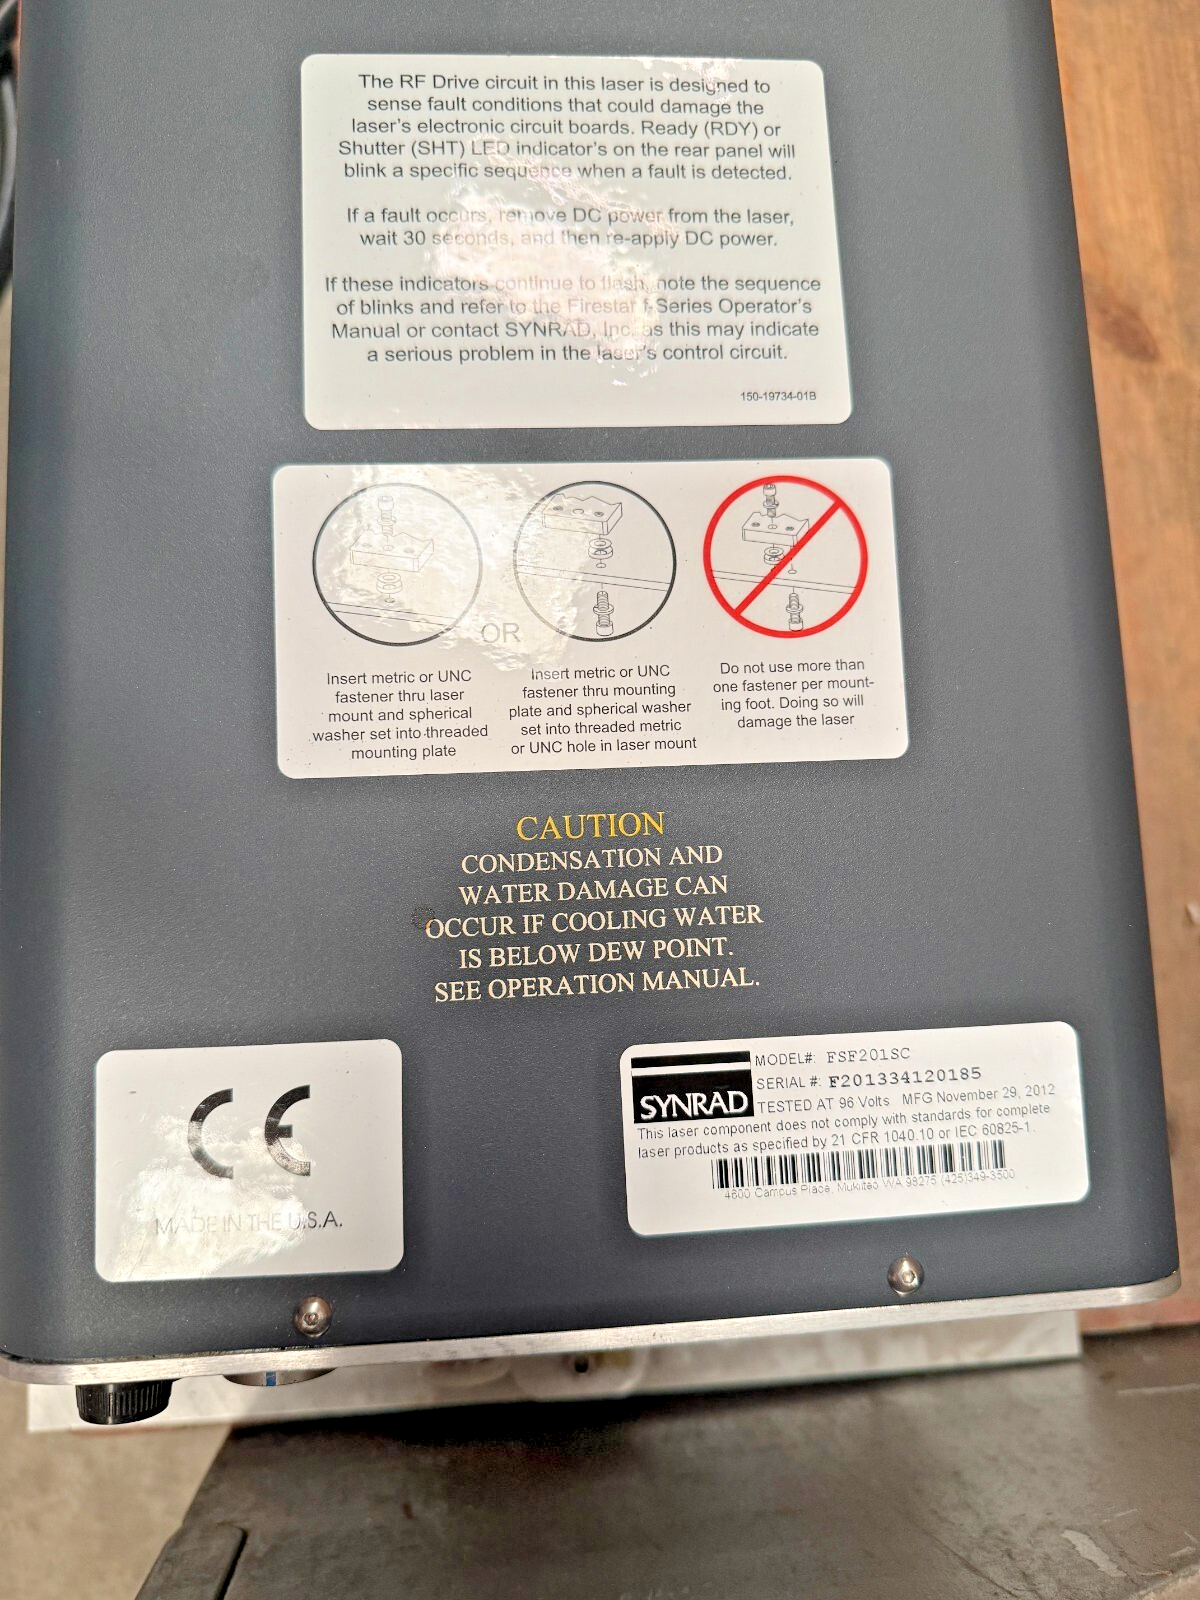 The RF Drive circuit in this laser is designed to
sense fault conditions that could damage the
laser's electronic circuit boards. Ready (RDY) or
Shutter (SHT) LED indicator's on the rear panel will
blink a specific sequence when a fault is detected.
If a fault occurs, remove DC power from the laser,
wait 30 seconds, and then re-apply DC power.
If these indicators continue to flash, note the sequence
of blinks and refer to the Firestar f-Series Operator's
Manual or contact SYNRAD, Inc. as this may indicate
a serious problem in the laser's control circuit.
150-19734-01B
OR
Insert metric or UNC
fastener thru laser
mount and spherical
washer set into threaded
mounting plate
Insert metric or UNC
fastener thru mounting
plate and spherical washer
set into threaded metric
or UNC hole in laser mount
Do not use more than
one fastener per mount-
ing foot. Doing so will
damage the laser
CAUTION
CONDENSATION AND
WATER DAMAGE CAN
OCCUR IF COOLING WATER
IS BELOW DEW POINT.
SEE OPERATION MANUAL.
CE
MADE IN THE U.S.A.
SYNRAD
MODEL#: FSF201SC
SERIAL #: F201334120185
TESTED AT 96 Volts MFG November 29, 2012
This laser component does not comply with standards for complete
laser products as specified by 21 CFR 1040.10 or IEC 60825-1.
4600 Campus Place, Mukilteo WA 98275 (425)349-3500